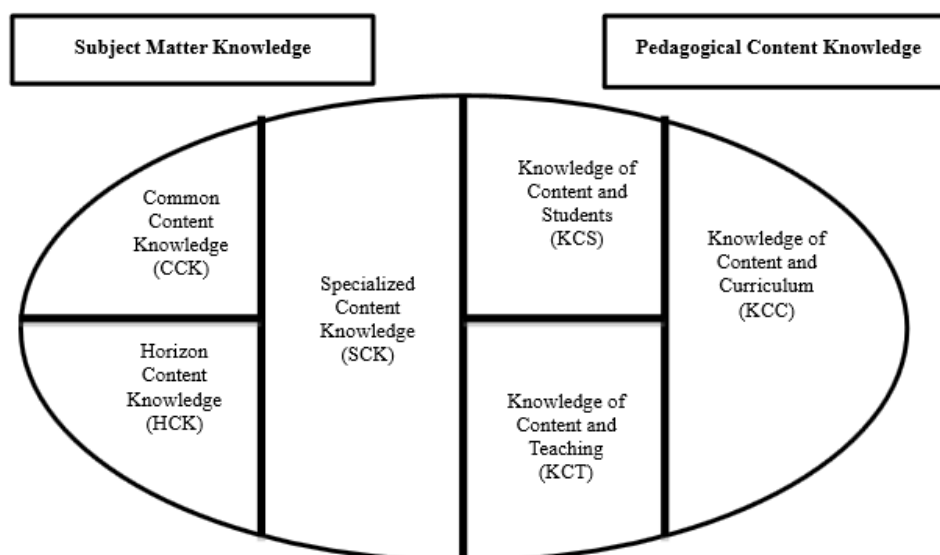 Subject Matter Knowledge
Pedagogical Content Knowledge
Common
Content
Knowledge
(CCK)
Horizon
Content
Knowledge
(HCK)
Specialized
Content
Knowledge
(SCK)
Knowledge of
Content and
Students
(KCS)
Knowledge of
Content and
Teaching
(KCT)
Knowledge of
Content and
Curriculum
(KCC)